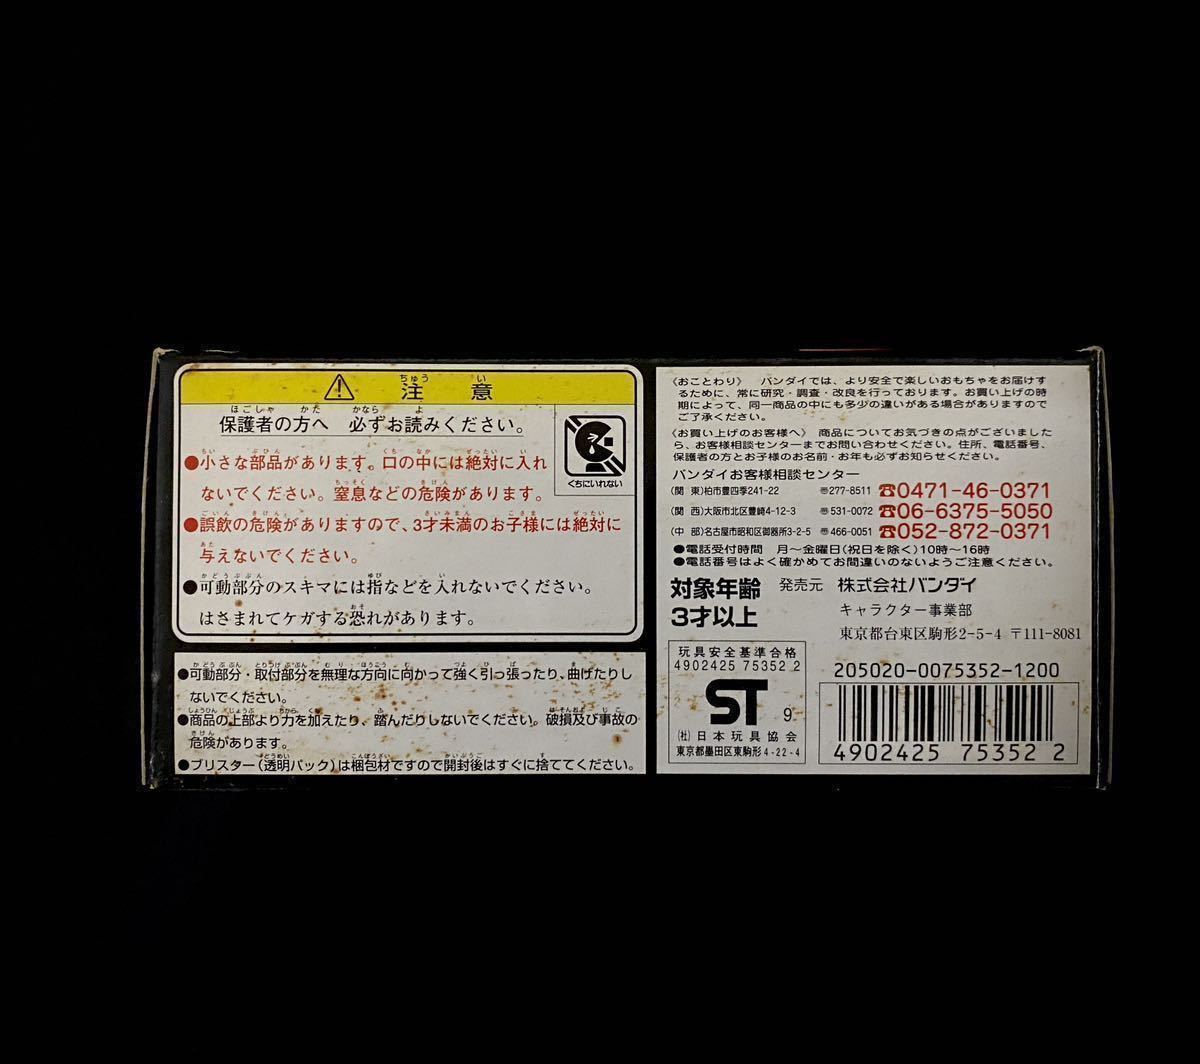 ⚠注意
ちゅう い
ほごしゃ かた かなら よ
保護者の方へ 必ずお読みください。
くちにいれない
●小さな部品があります。口の中には絶対に入れ
ないでください。窒息などの危険があります。
●誤飲の危険がありますので、3才未満のお子様には絶対に
与えないでください。
●可動部分のスキマには指などを入れないでください。
はさまれてケガする恐れがあります。
●可動部分・取付部分を無理な方向に向かって強く引っ張ったり、曲げたりし
ないでください。
●商品の上部より力を加えたり、踏んだりしないでください。破損及び事故の
危険があります。
●ブリスター(透明パック)は梱包材ですので開封後はすぐに捨ててください。
〈おことわり〉 バンダイでは、より安全で楽しいおもちゃをお届けす
るために、常に研究・調査・改良を行っております。お買い上げの時
期によって、同一商品の中にも多少の違いがある場合がありますので
ご了承ください。
〈お買い上げのお客様へ〉 商品についてお気づきの点がございました
ら、お客様相談センターまでお問い合わせください。住所、電話番号、
保護者の方とお子様のお名前・お年も必ずお知らせください。
バンダイお客様相談センター
(関 東)柏市豊四季241-22 〠277-8511 ☎0471-46-0371
(関 西)大阪市北区豊崎4-12-3 〠531-0072 ☎06-6375-5050
(中 部)名古屋市昭和区御器所3-2-5 〠466-0051 ☎052-872-0371
●電話受付時間 月〜金曜日(祝日を除く)10時〜16時
●電話番号はよく確かめてお間違いのないようご注意ください。
対象年齢
3才以上
発売元 株式会社バンダイ
キャラクター事業部
東京都台東区駒形2-5-4 〒111-8081
玩具安全基準合格
4902425 75352 2
ST 9.
(社)日本玩具協会
東京都墨田区東駒形4-22-4
205020-0075352-1200
4902425 75352 2